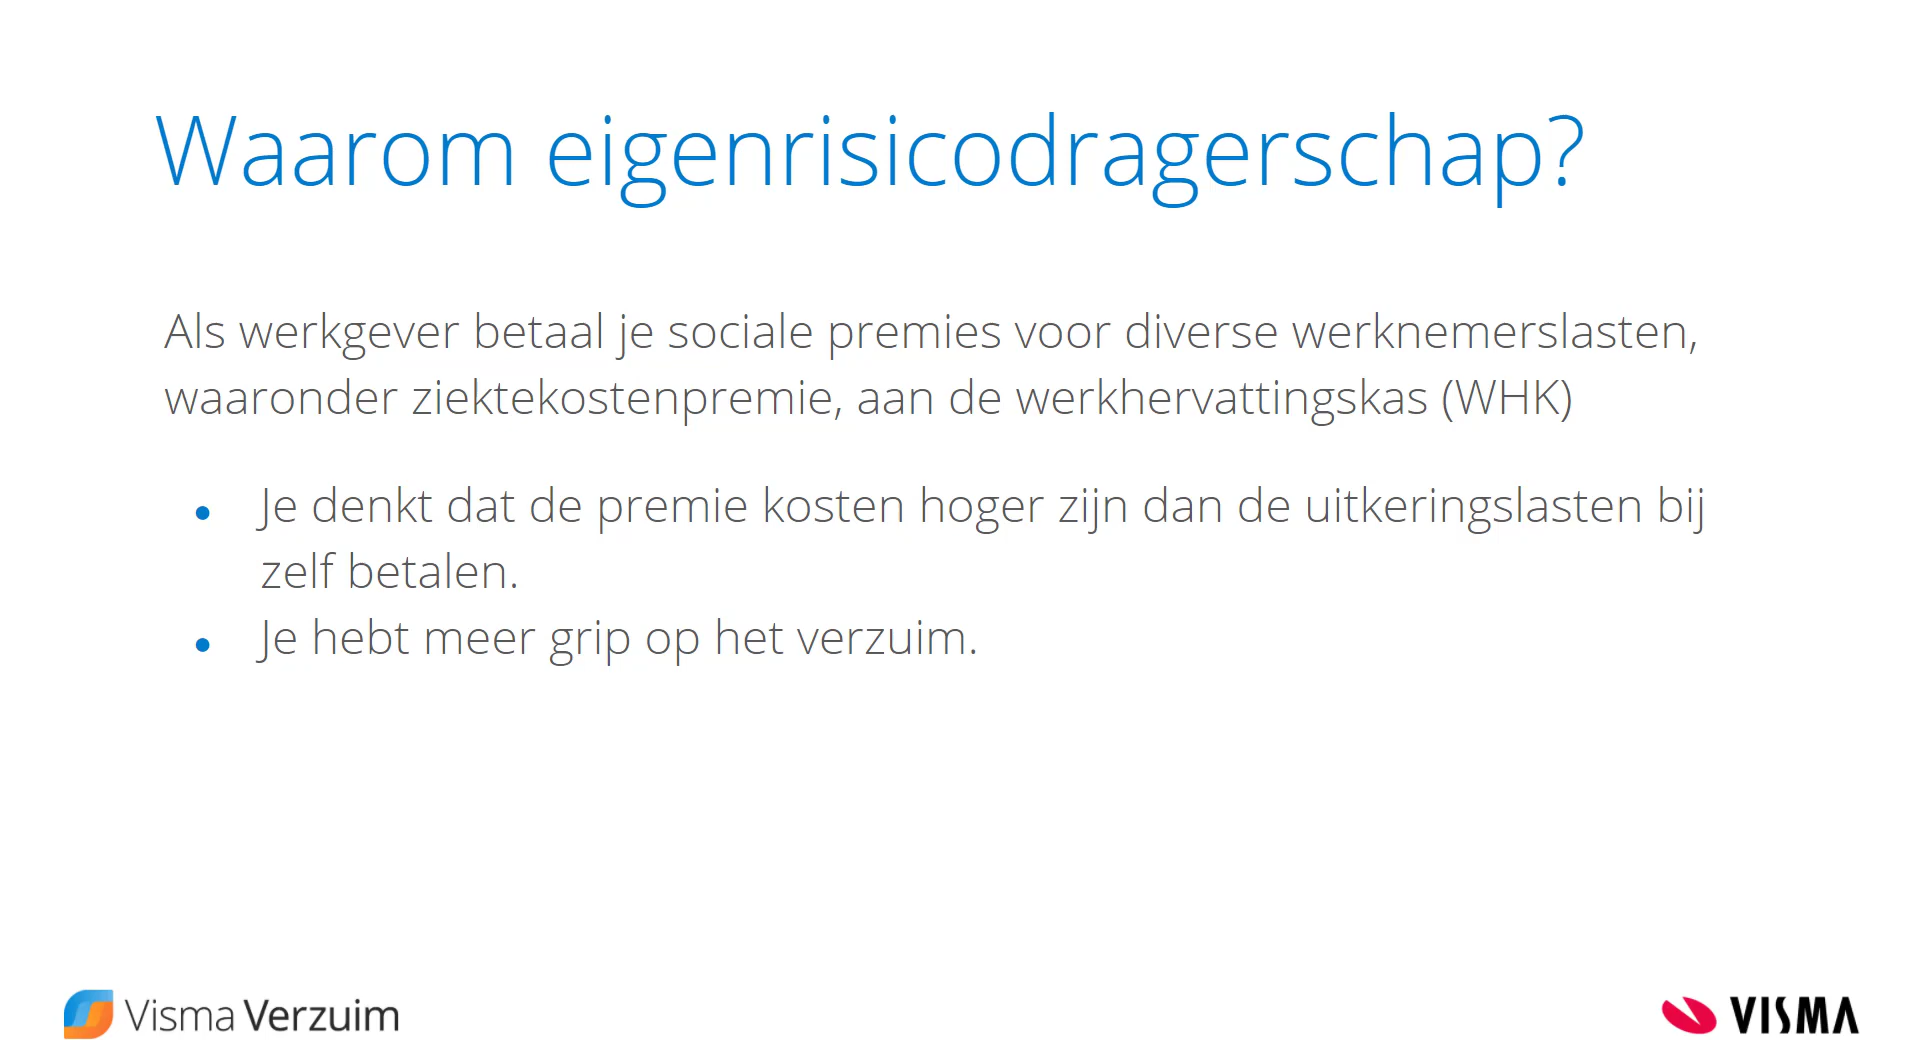 Waarom eigenrisicodragerschap?
Als werkgever betaal je sociale premies voor diverse werknemerslasten,
waaronder ziektekostenpremie, aan de werkhervattingskas (WHK)
• Je denkt dat de premie kosten hoger zijn dan de uitkeringslasten bij
zelf betalen.
• Je hebt meer grip op het verzuim.
Visma Verzuim
VISMA